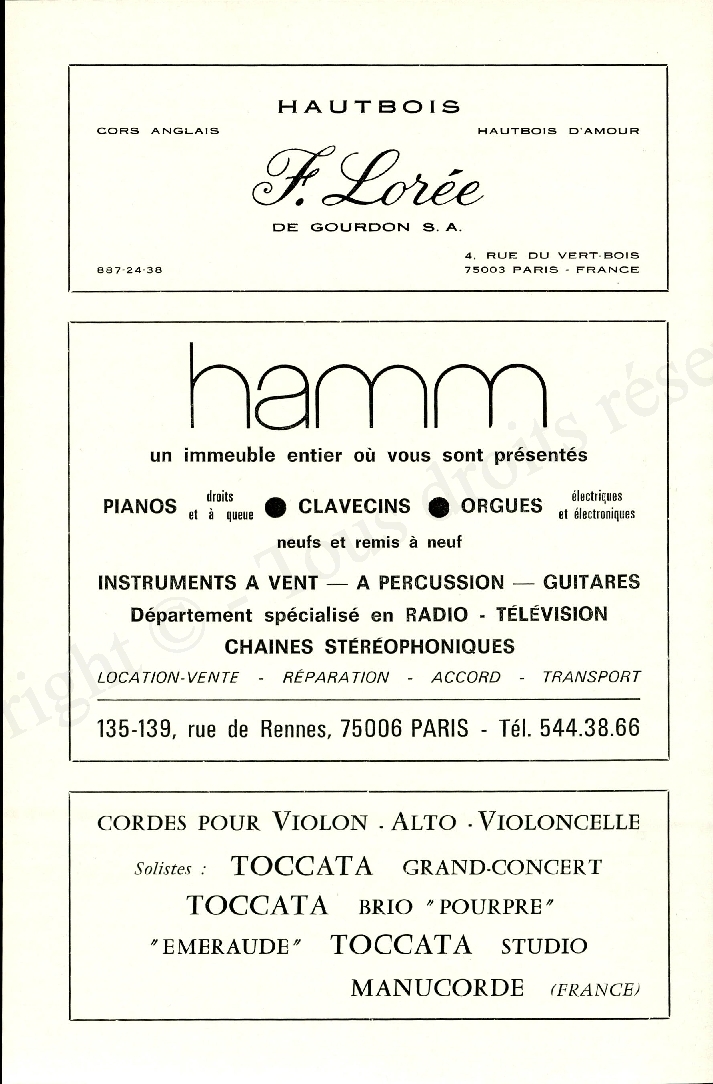 HAUTBOIS
CORS ANGLAIS HAUTBOIS D'AMOUR
F. Lorée
DE GOURDON S. A.
4, RUE DU VERT-BOIS
887-24-38 75003 PARIS - FRANCE
hamm
un immeuble entier où vous sont présentés
PIANOS droits et à queue ● CLAVECINS ● ORGUES électriques et électroniques
neufs et remis à neuf
INSTRUMENTS A VENT — A PERCUSSION — GUITARES
Département spécialisé en RADIO - TÉLÉVISION
CHAINES STÉRÉOPHONIQUES
LOCATION-VENTE - RÉPARATION - ACCORD - TRANSPORT
135-139, rue de Rennes, 75006 PARIS - Tél. 544.38.66
CORDES POUR VIOLON . ALTO . VIOLONCELLE
Solistes : TOCCATA GRAND-CONCERT
TOCCATA BRIO "POURPRE"
"EMERAUDE" TOCCATA STUDIO
MANUCORDE (FRANCE)
right © - Tous droits rése